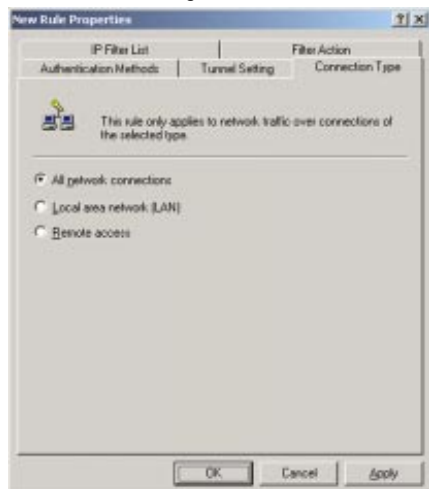 New Rule Properties
IP Filter List
Filter Action
Authentication Methods
Tunnel Setting
Connection Type
This rule only applies to network traffic over connections of
the selected type.
All network connections
Local area network (LAN)
Remote access
OK
Cancel
Apply